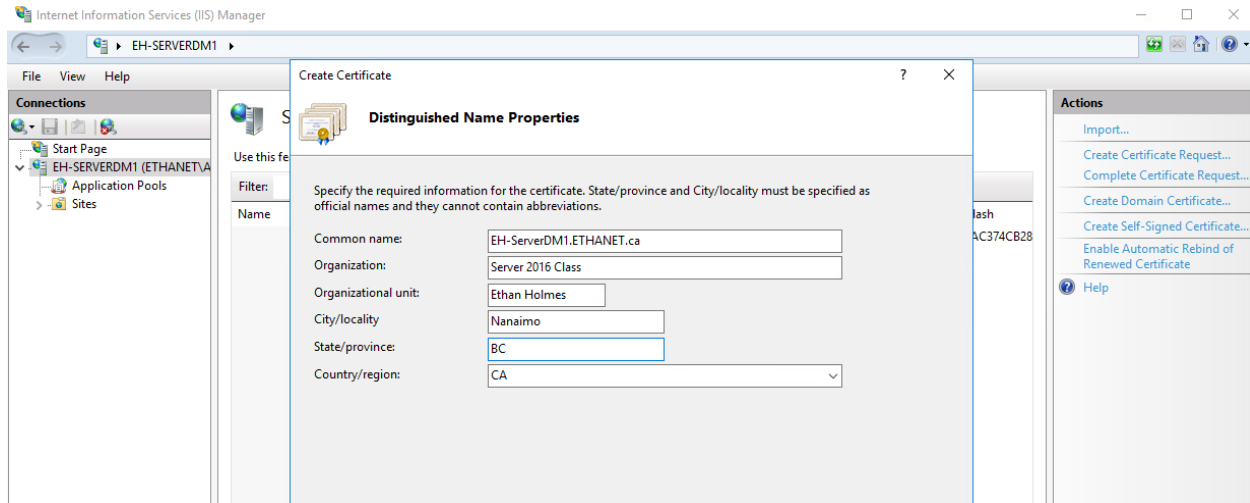 Internet Information Services (IIS) Manager
EH-SERVERDM1
File View Help
Connections
Start Page
EH-SERVERDM1 (ETHANET\A
Application Pools
Sites
S
Use this fe
Filter:
Name
Create Certificate
?
Distinguished Name Properties
Specify the required information for the certificate. State/province and City/locality must be specified as
official names and they cannot contain abbreviations.
Common name: EH-ServerDM1.ETHANET.ca
Organization: Server 2016 Class
Organizational unit: Ethan Holmes
City/locality Nanaimo
State/province: BC
Country/region: CA
lash
AC374CB28
Actions
Import...
Create Certificate Request...
Complete Certificate Request...
Create Domain Certificate...
Create Self-Signed Certificate...
Enable Automatic Rebind of
Renewed Certificate
Help